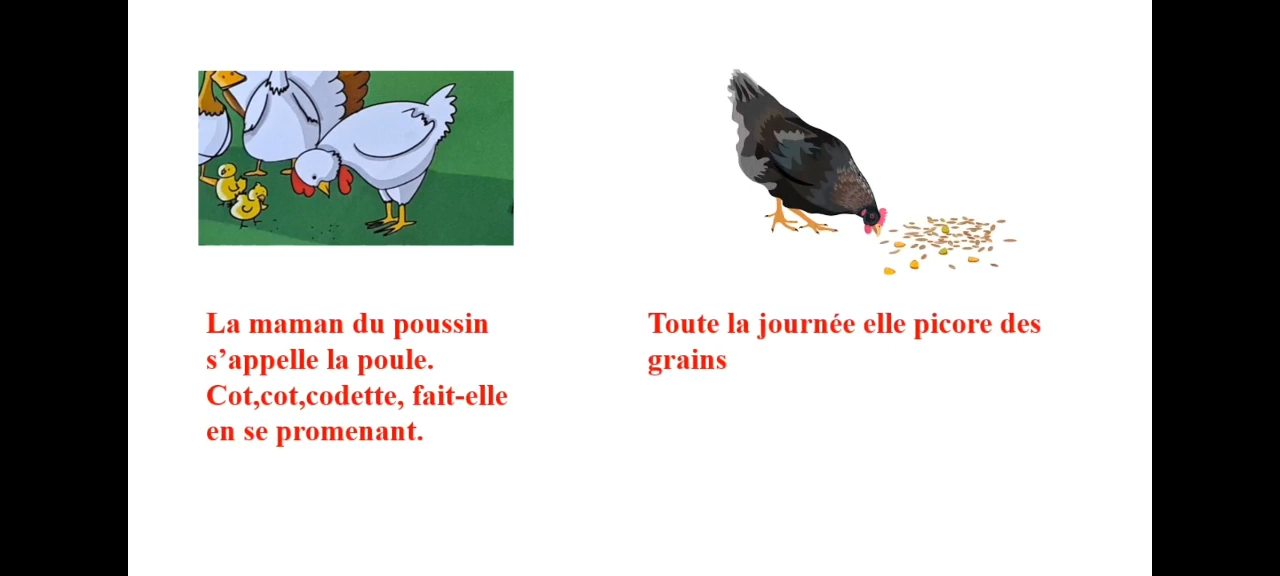 La maman du poussin
s’appelle la poule.
Cot,cot,codette, fait-elle
en se promenant.
Toute la journée elle picore des
grains